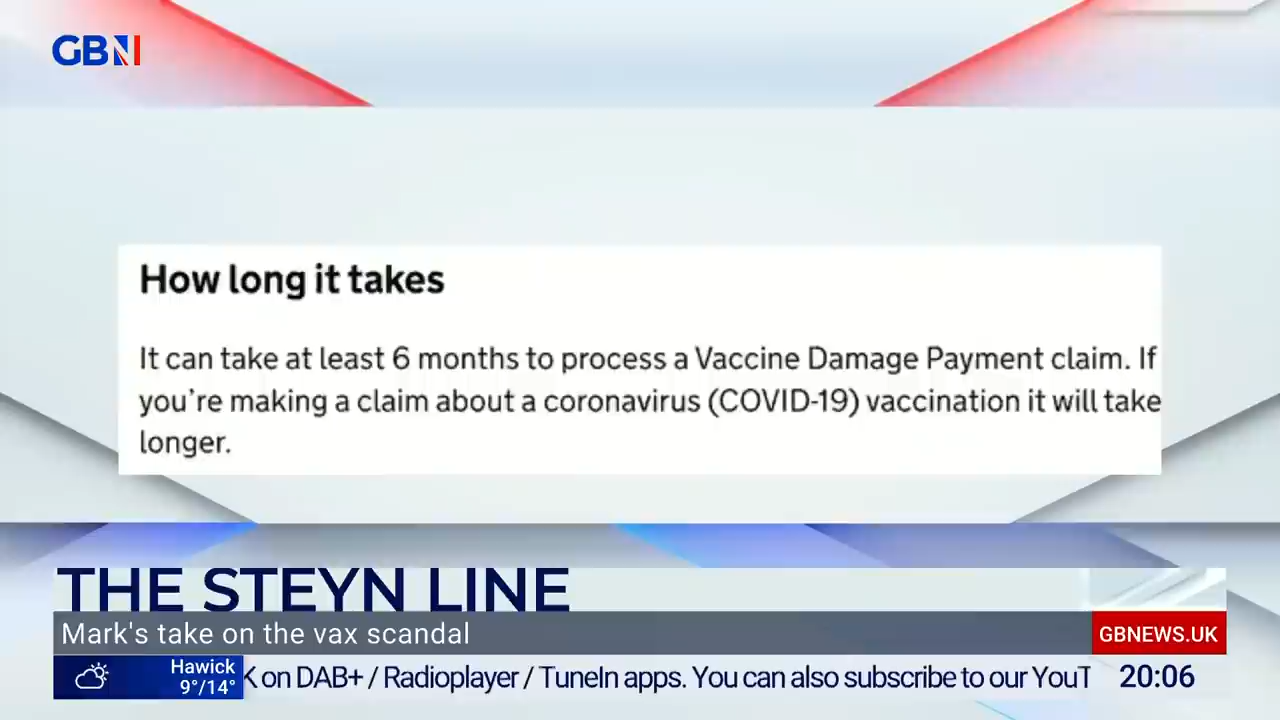 GBN
How long it takes
It can take at least 6 months to process a Vaccine Damage Payment claim. If
you're making a claim about a coronavirus (COVID-19) vaccination it will take
longer.
THE STEYN LINE
Mark's take on the vax scandal
GBNEWS.UK
Hawick
9°/14°
K on DAB+ / Radioplayer / TuneIn apps. You can also subscribe to our YouT
20:06